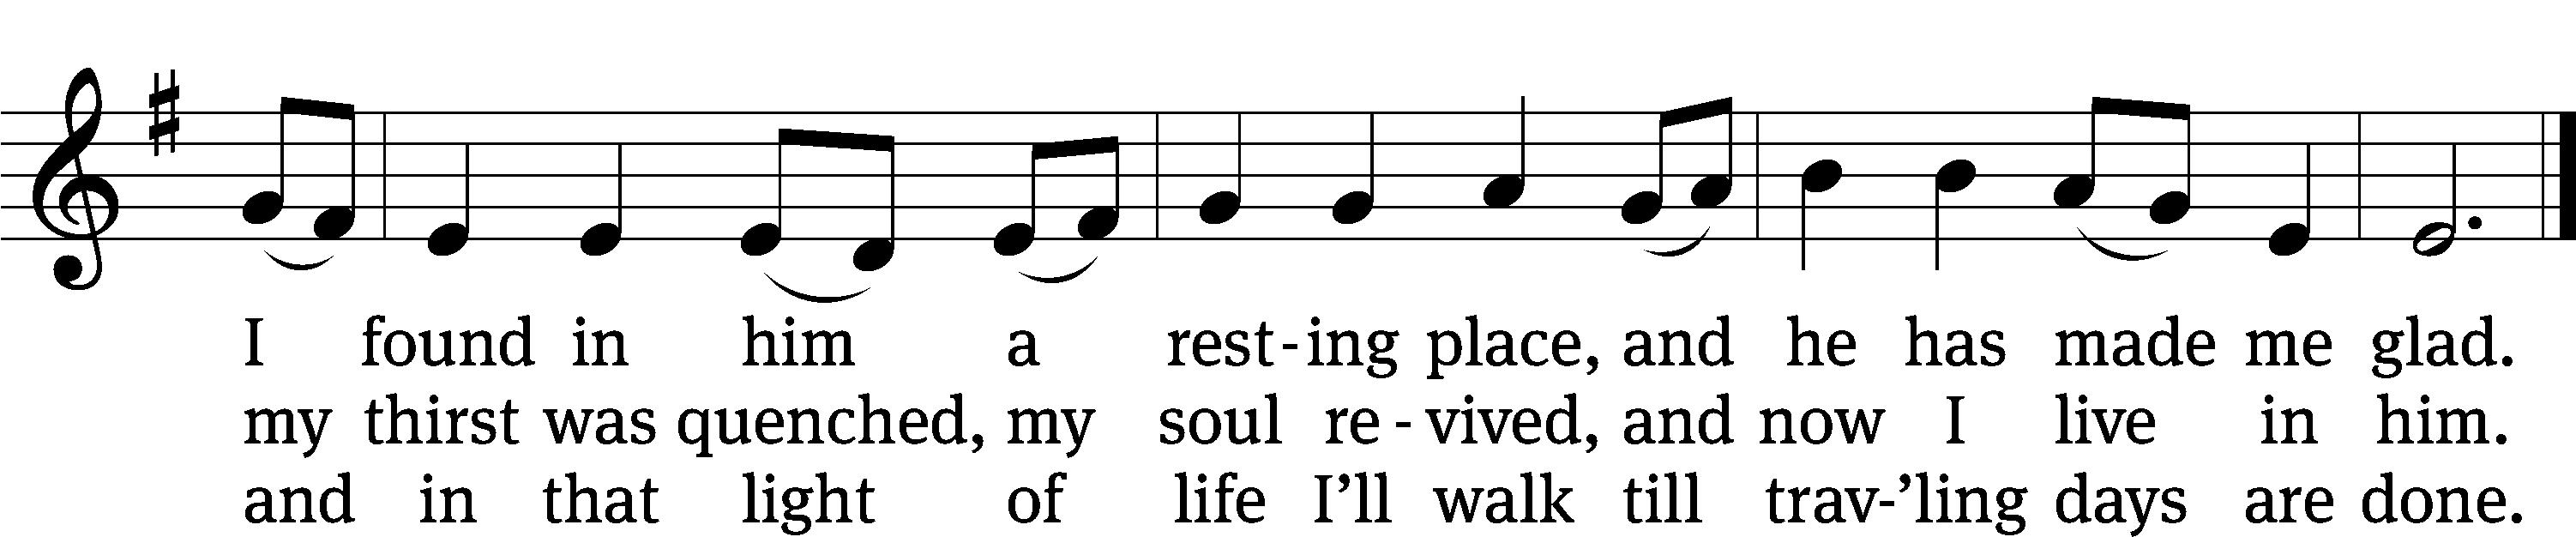 I found in him a rest-ing place, and he has made me glad.
my thirst was quenched, my soul re-vived, and now I live in him.
and in that light of life I’ll walk till trav-’ling days are done.